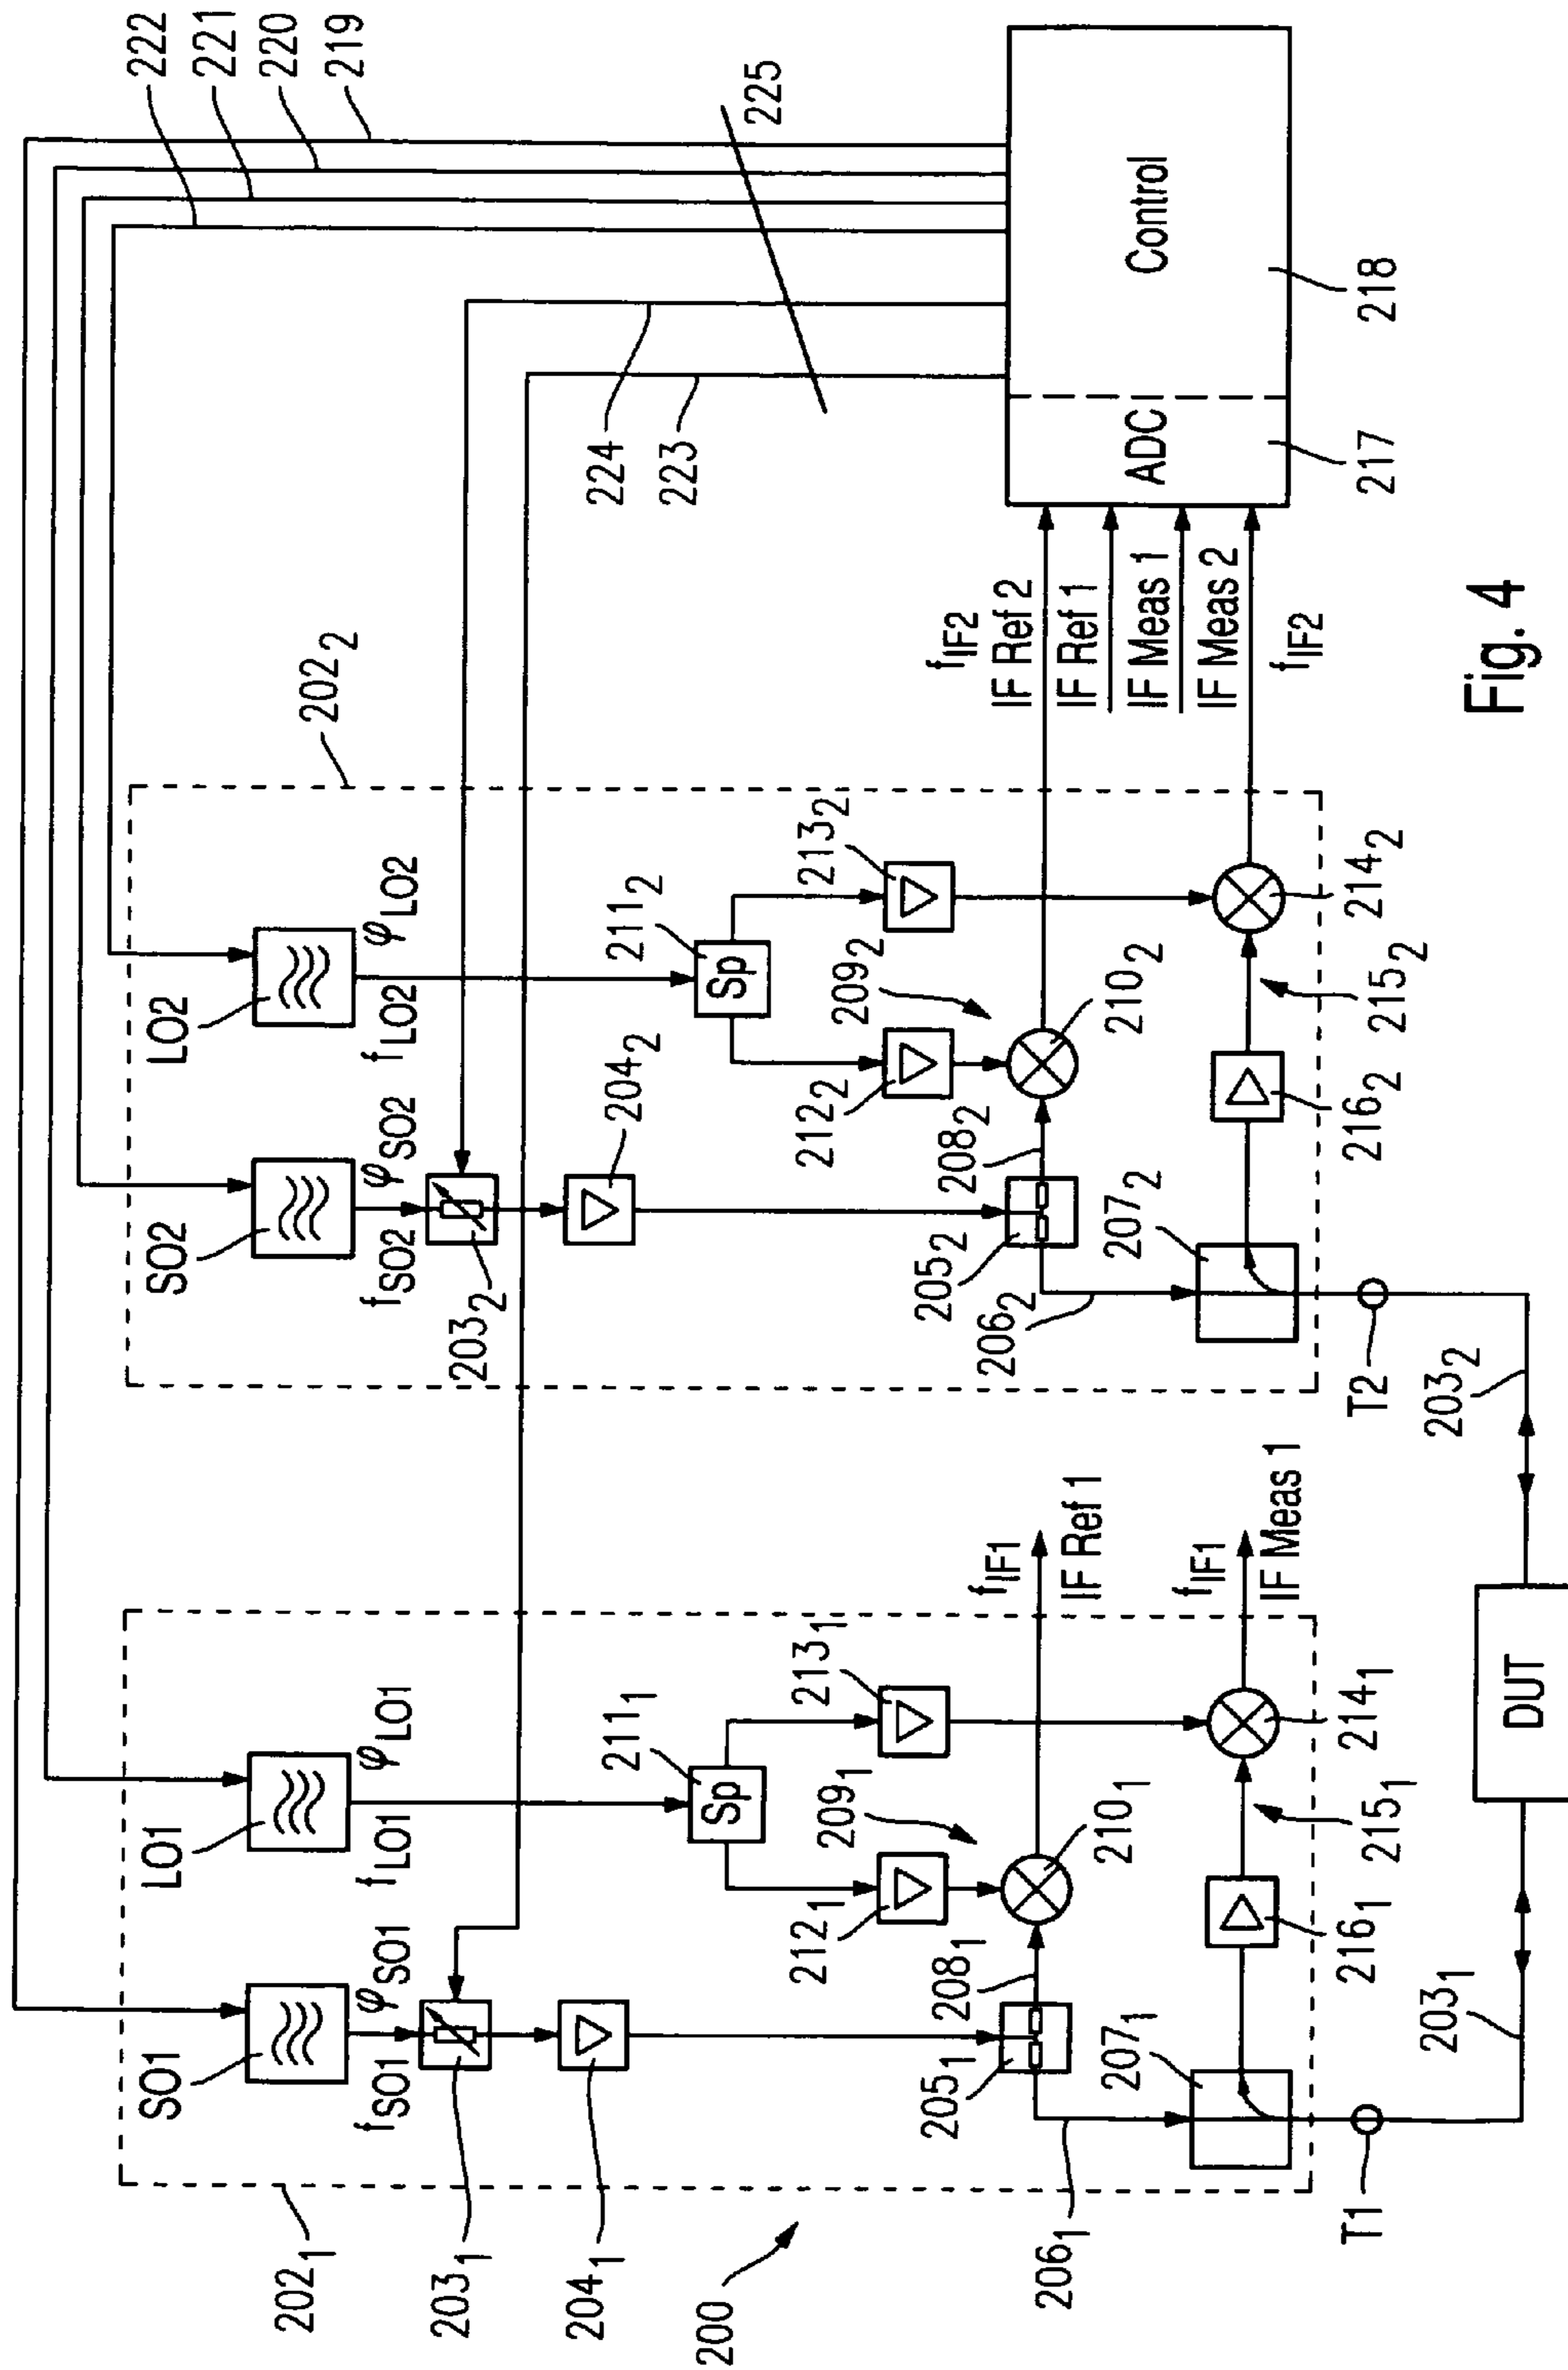 222
221
220
219
225
224
223
202₂
LO2
f_LO2
φ_LO2
SO2
f_SO2
φ_SO2
203₂
204₂
211₂
Sp
213₂
212₂
209₂
210₂
208₂
205₂
206₂
207₂
216₂
215₂
214₂
T2
203₂
f_IF2
IF Ref 2
IF Ref 1
IF Meas 1
IF Meas 2
f_IF2
ADC
Control
217
218
202₁
LO1
f_LO1
φ_LO1
SO1
f_SO1
φ_SO1
203₁
204₁
211₁
Sp
213₁
212₁
209₁
210₁
208₁
205₁
206₁
207₁
216₁
215₁
214₁
f_IF1
IF Ref 1
f_IF1
IF Meas 1
T1
203₁
DUT
200
Fig. 4